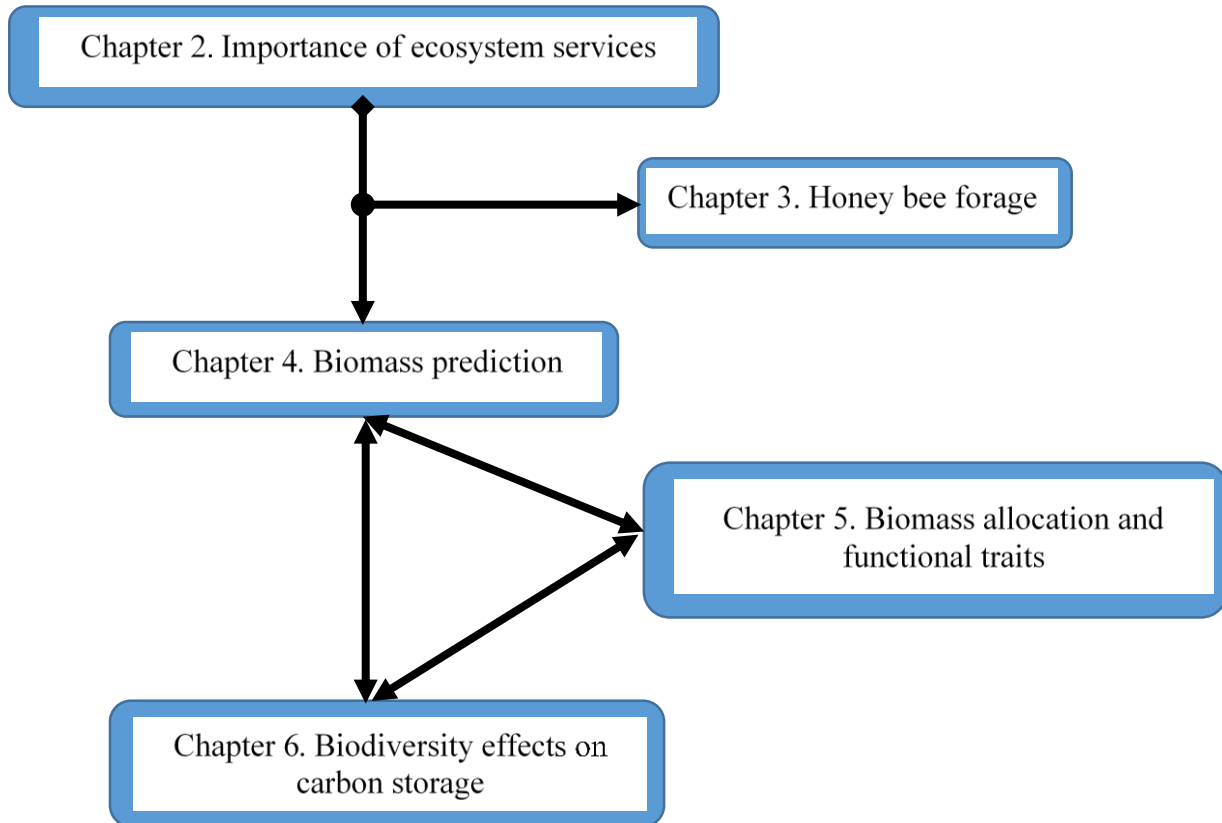 Chapter 2. Importance of ecosystem services
Chapter 3. Honey bee forage
Chapter 4. Biomass prediction
Chapter 5. Biomass allocation and
functional traits
Chapter 6. Biodiversity effects on
carbon storage